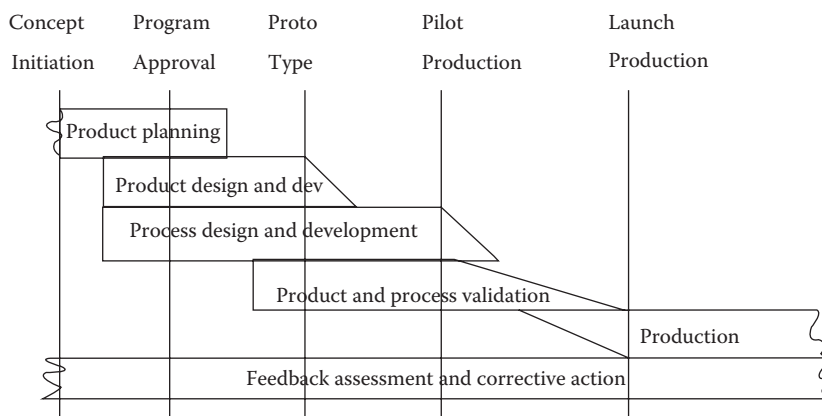 Concept Program Proto Pilot Launch
Initiation Approval Type Production Production
Product planning
Product design and dev
Process design and development
Product and process validation
Production
Feedback assessment and corrective action